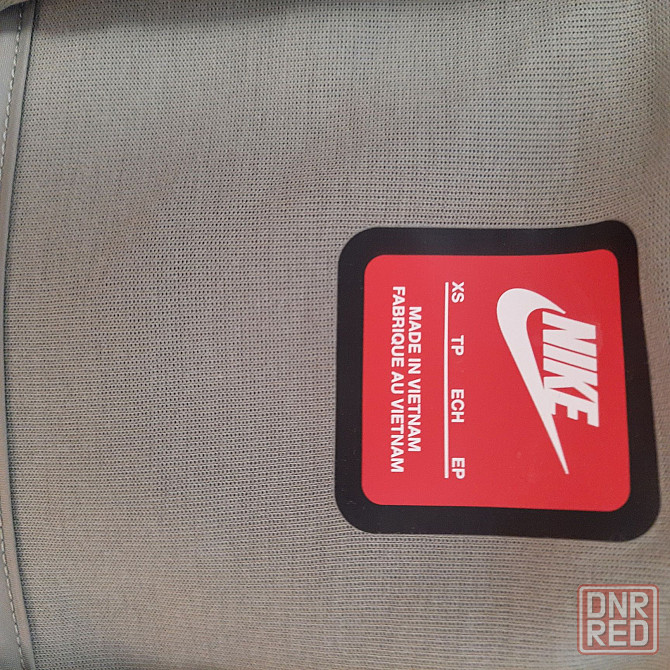 NIKE
XS TP ECH EP
MADE IN VIETNAM
FABRIQUE AU VIETNAM
DNR
RED